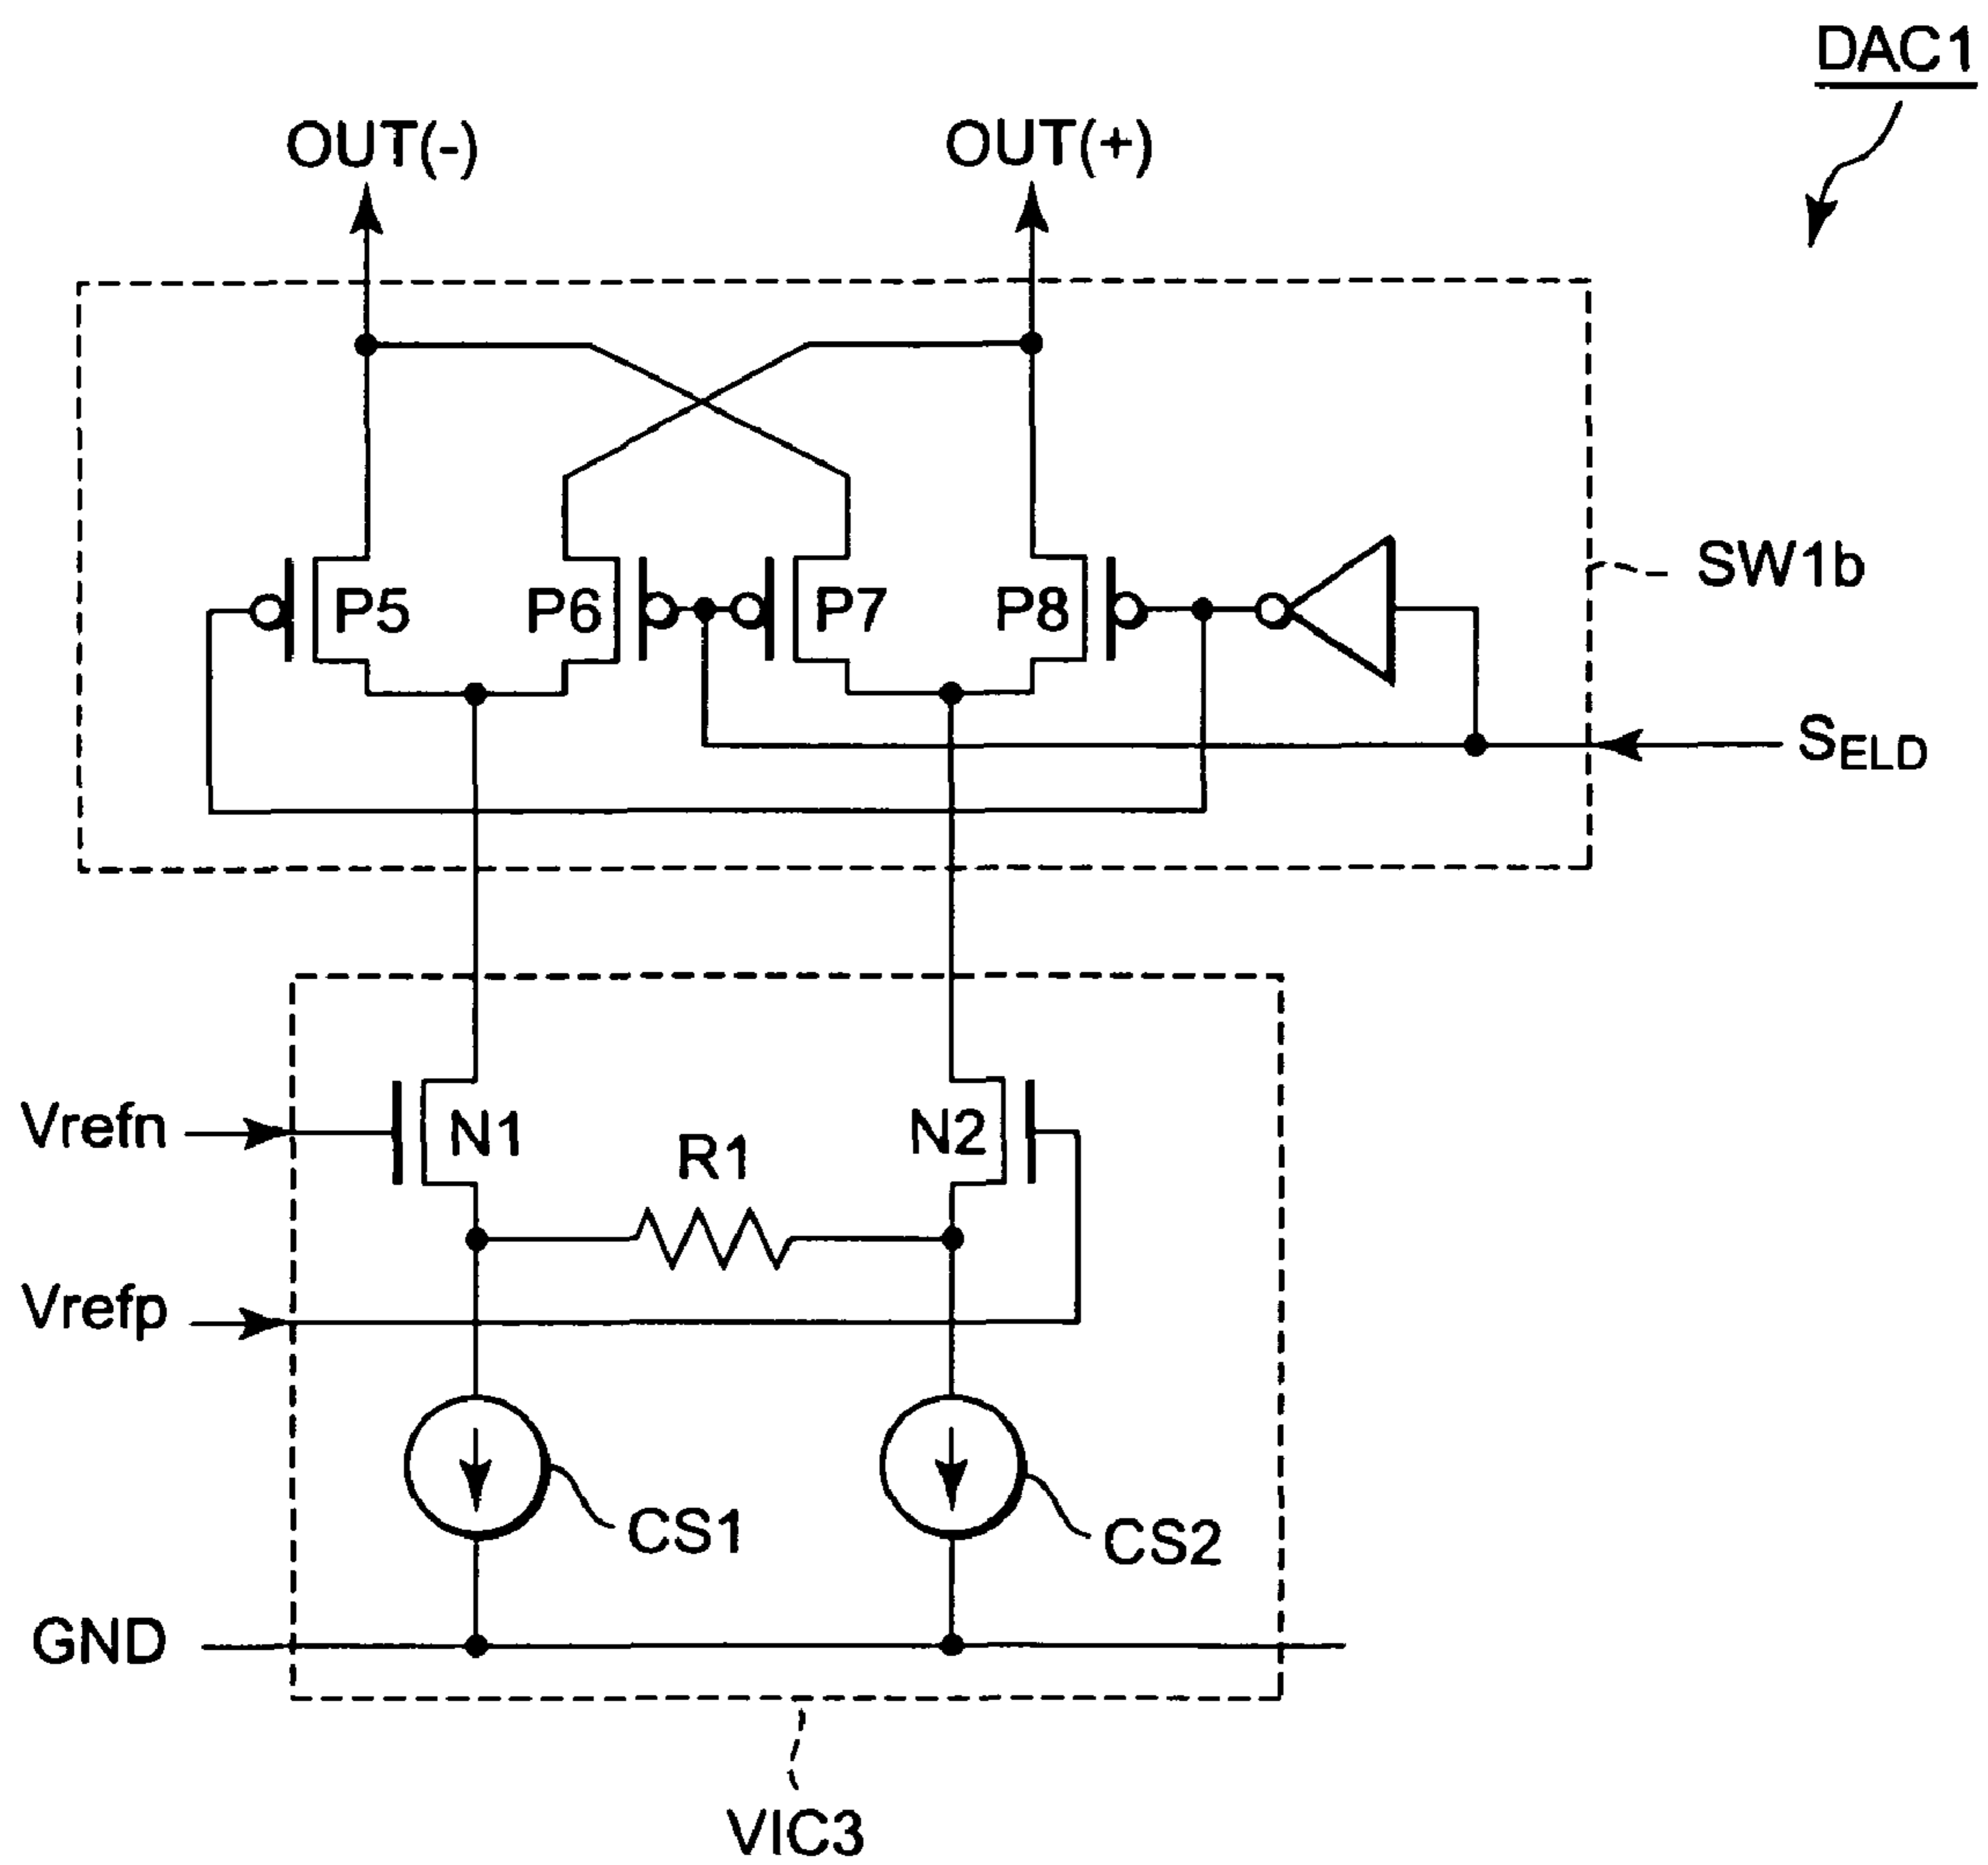 DAC1
OUT(-)
OUT(+)
P5
P6
P7
P8
SW1b
SELD
Vrefn
N1
R1
N2
Vrefp
CS1
CS2
GND
VIC3